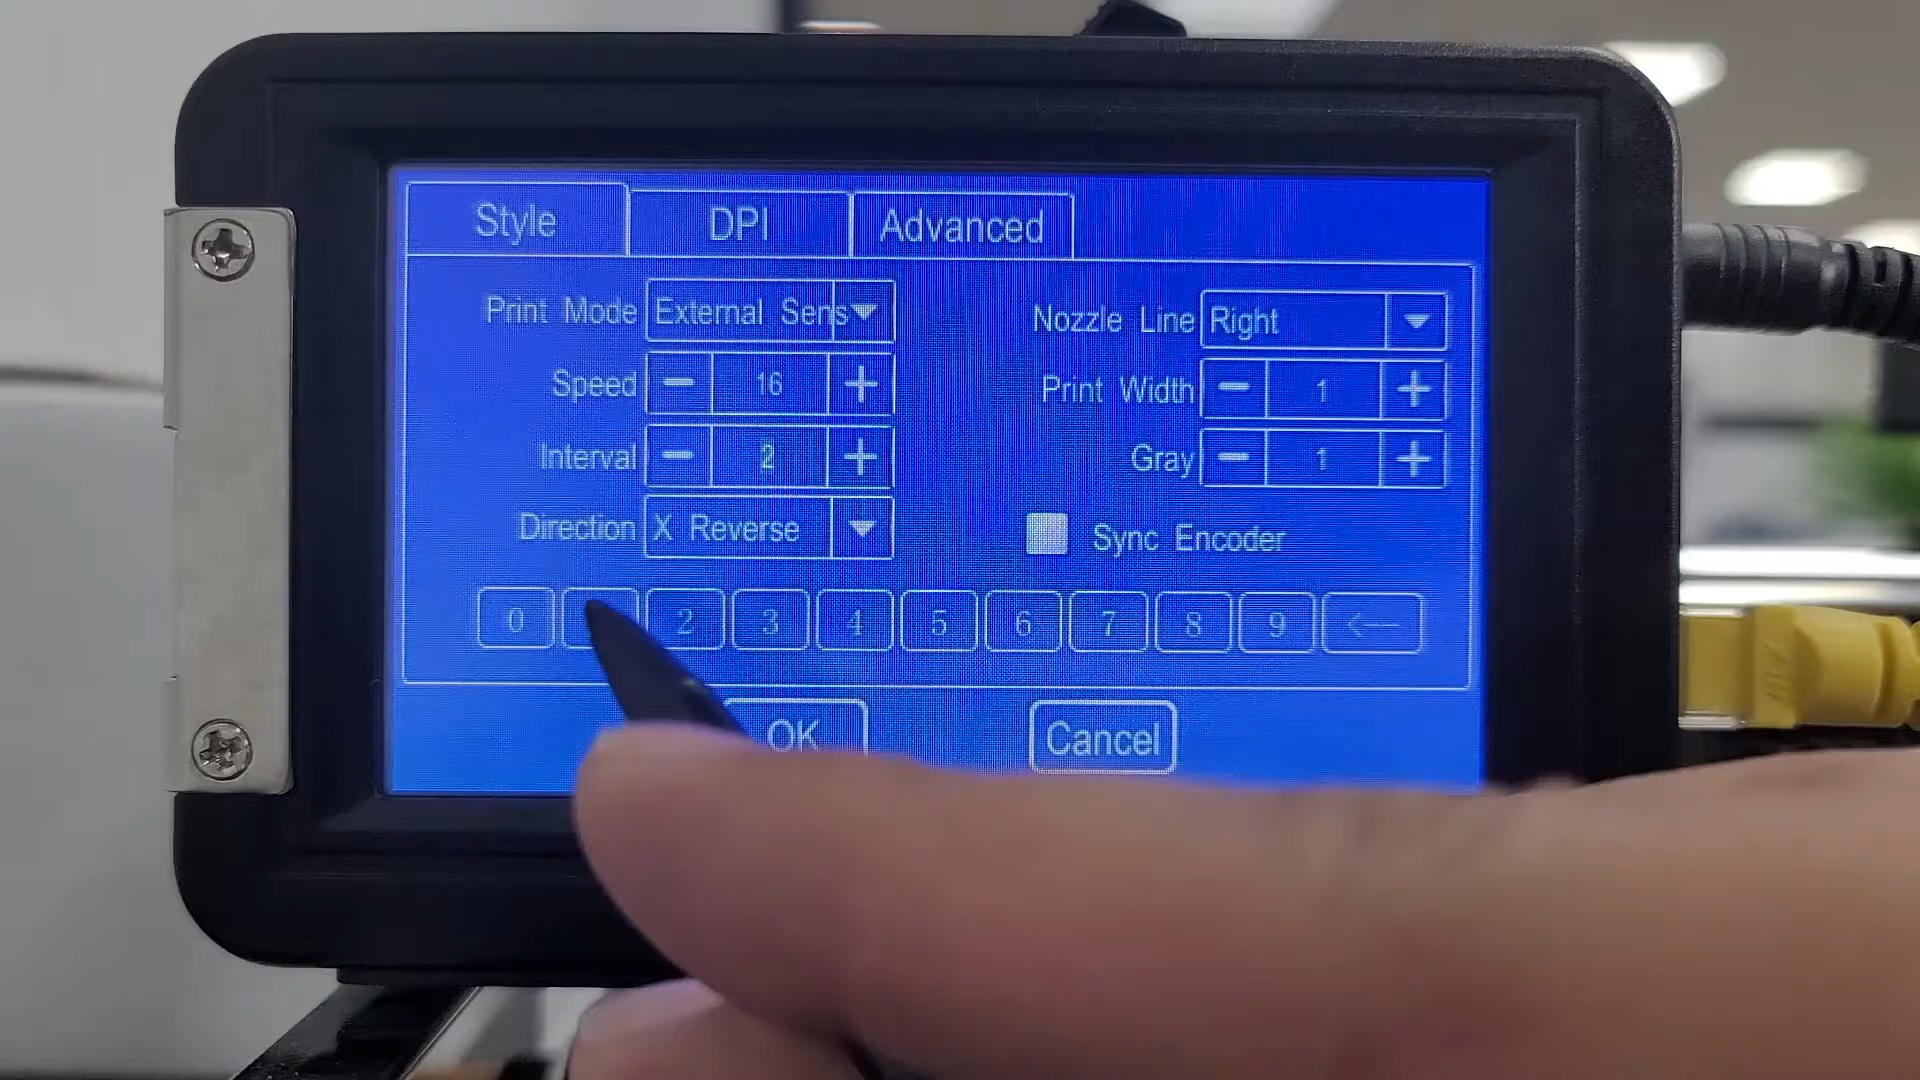 Style DPI Advanced
Print Mode External Sens Nozzle Line Right
Speed - 16 + Print Width - 1 +
Interval - 2 + Gray - 1 +
Direction X Reverse Sync Encoder
0 2 3 4 5 6 7 8 9 <--
OK Cancel